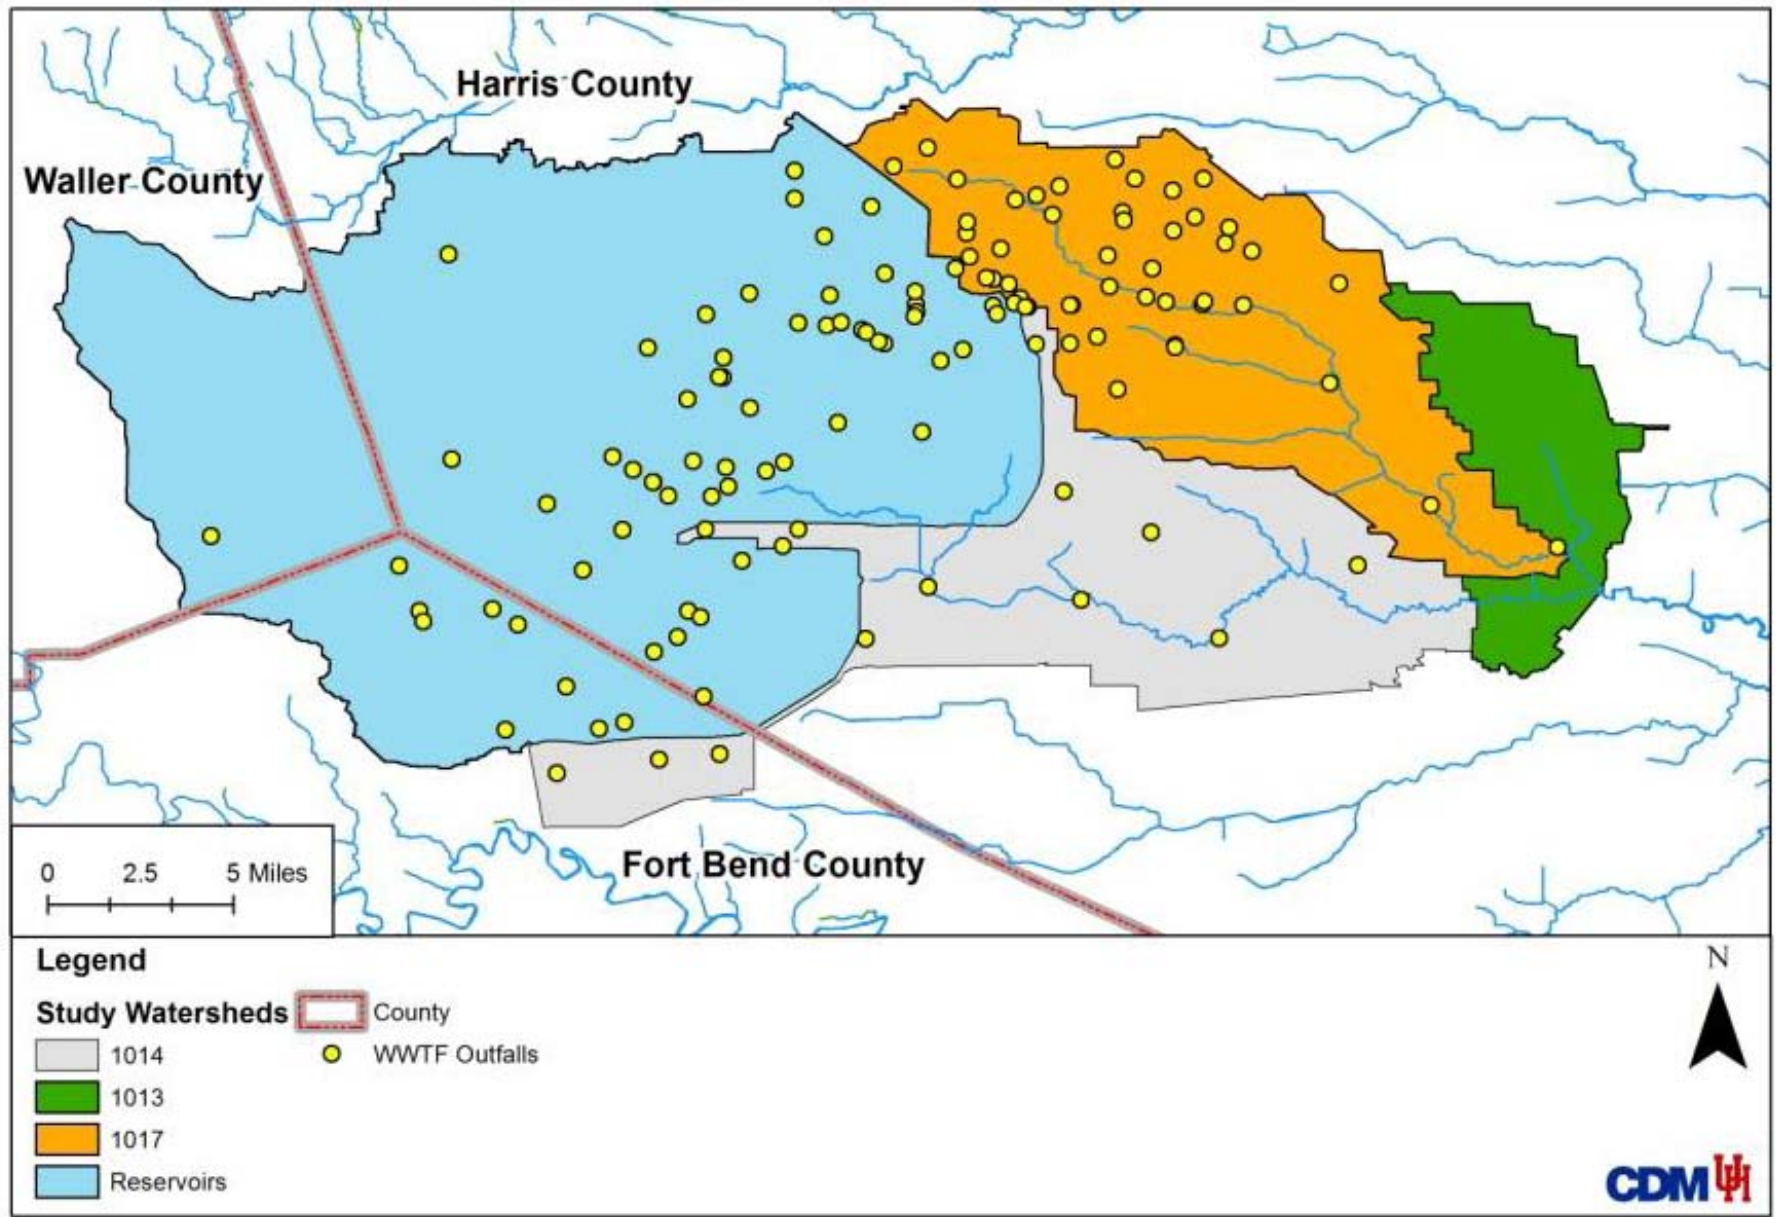 Harris County
Waller County
Fort Bend County
0 2.5 5 Miles
Legend
Study Watersheds
County
1014
WWTF Outfalls
1013
1017
Reservoirs
N
CDM UH